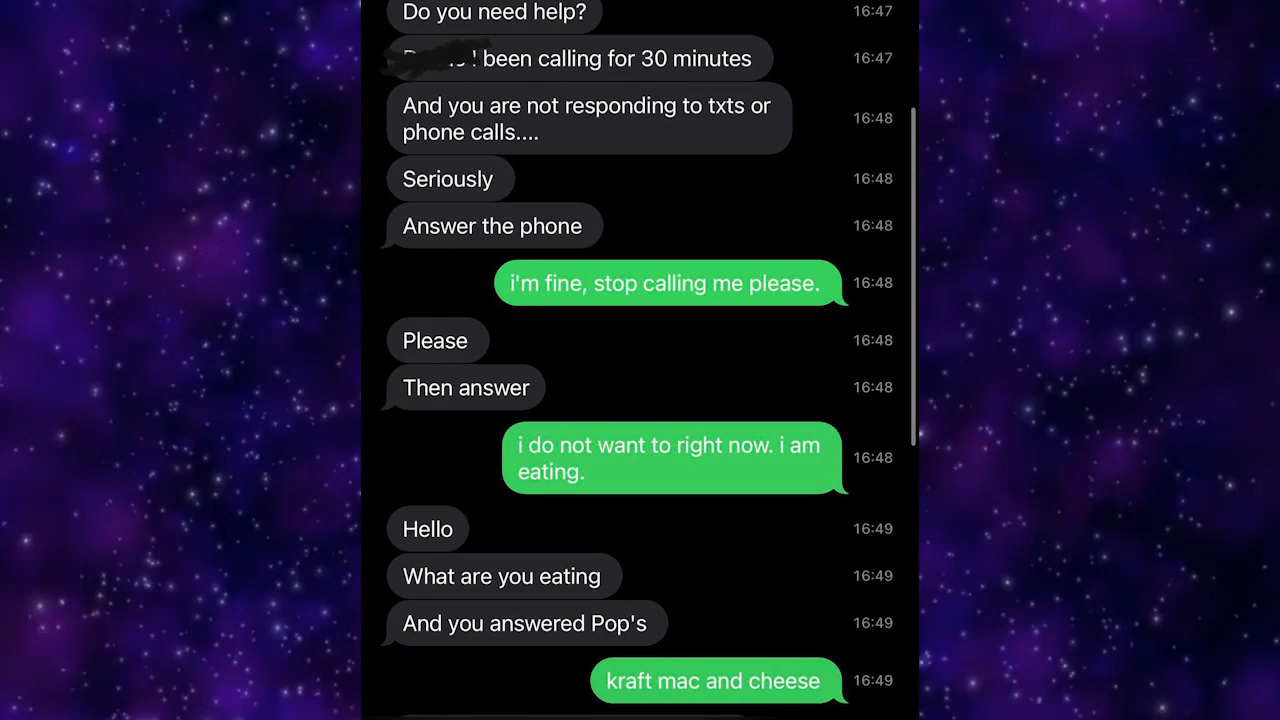 Do you need help?
16:47
! been calling for 30 minutes
16:47
And you are not responding to txts or
phone calls....
16:48
Seriously
16:48
Answer the phone
16:48
i'm fine, stop calling me please.
16:48
Please
16:48
Then answer
16:48
i do not want to right now. i am
eating.
16:48
Hello
16:49
What are you eating
16:49
And you answered Pop's
16:49
kraft mac and cheese
16:49